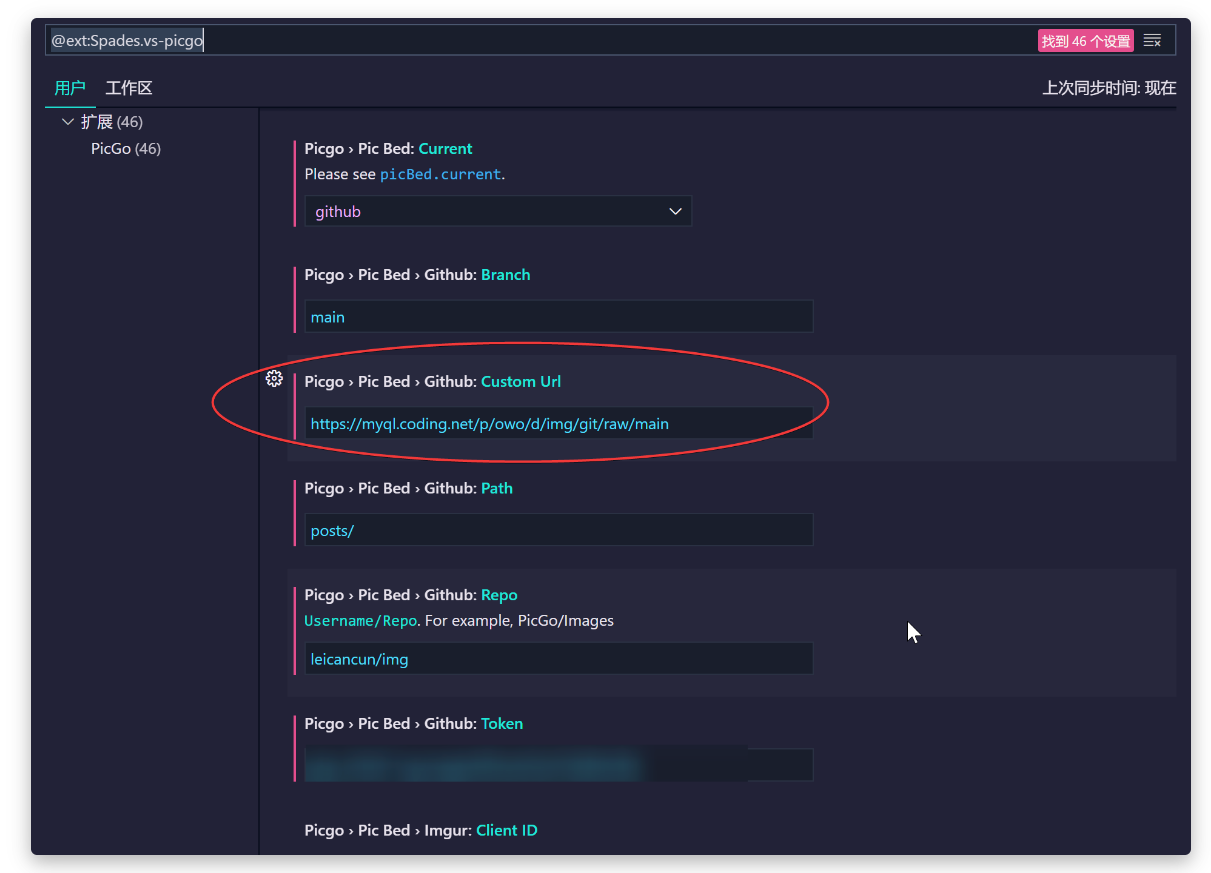 @ext:Spades.vs-picgo
找到 46 个设置
用户 工作区
上次同步时间: 现在
扩展 (46)
PicGo (46)
Picgo › Pic Bed: Current
Please see picBed.current.
github
Picgo › Pic Bed › Github: Branch
main
Picgo › Pic Bed › Github: Custom Url
https://myql.coding.net/p/owo/d/img/git/raw/main
Picgo › Pic Bed › Github: Path
posts/
Picgo › Pic Bed › Github: Repo
Username/Repo. For example, PicGo/Images
leicancun/img
Picgo › Pic Bed › Github: Token
Picgo › Pic Bed › Imgur: Client ID